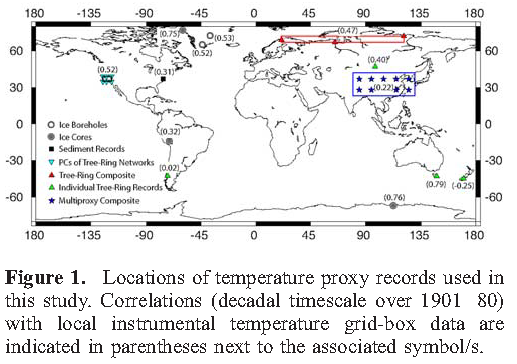 180 135 90 45 0 45 90 135 180
(0.75) (0.53) (0.47)
60 60
(0.52) (0.40)
(0.52) (0.31)
30 (0.22) 30
Ice Boreholes
Ice Cores
0 Sediment Records (0.32) 0
PCs of Tree-Ring Networks
Tree-Ring Composite
-30 Individual Tree-Ring Records (0.02) -30
Multiproxy Composite (0.79) (-0.25)
-60 (0.76) -60
180 135 90 -45 0 45 90 135 180
Figure 1. Locations of temperature proxy records used in
this study. Correlations (decadal timescale over 1901 80)
with local instrumental temperature grid-box data are
indicated in parentheses next to the associated symbol/s.